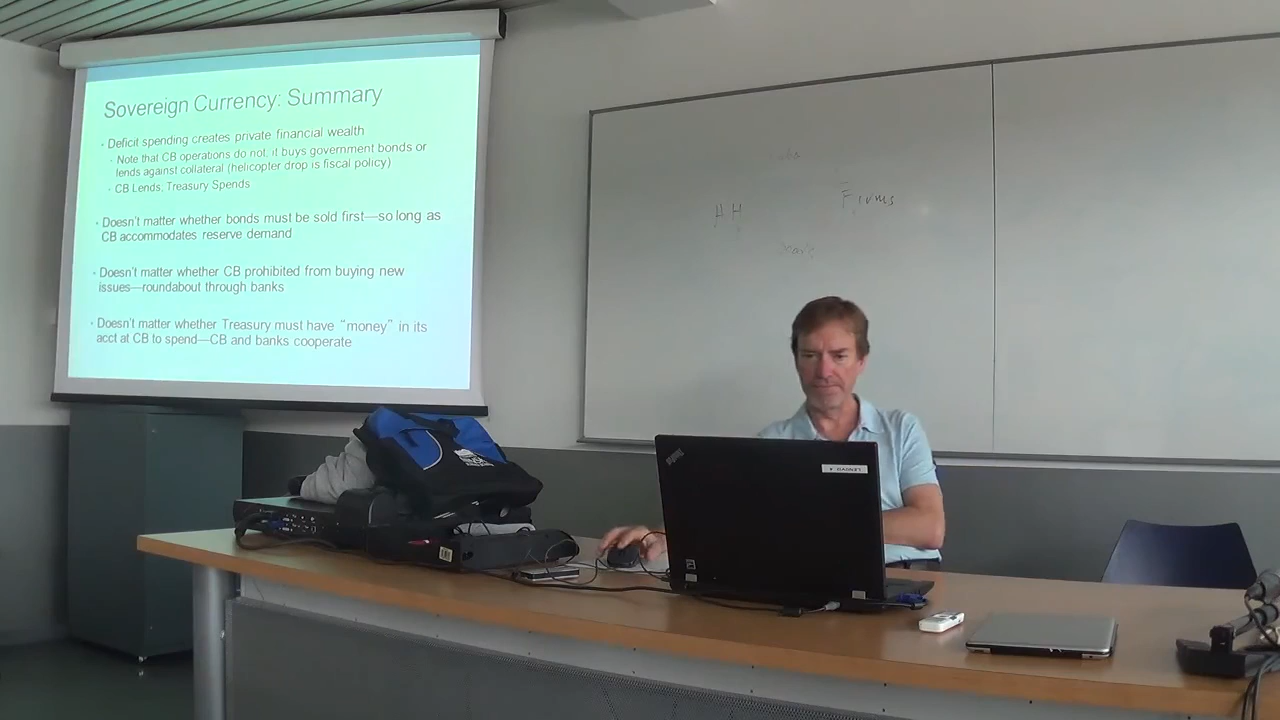 Sovereign Currency: Summary
• Deficit spending creates private financial wealth
• Note that CB operations do not, it buys government bonds or
lends against collateral (helicopter drop is fiscal policy)
• CB Lends, Treasury Spends
• Doesn't matter whether bonds must be sold first—so long as
CB accommodates reserve demand
• Doesn't matter whether CB prohibited from buying new
issues—roundabout through banks
• Doesn't matter whether Treasury must have “money” in its
acct at CB to spend—CB and banks cooperate
HH
Firms
LENOVO